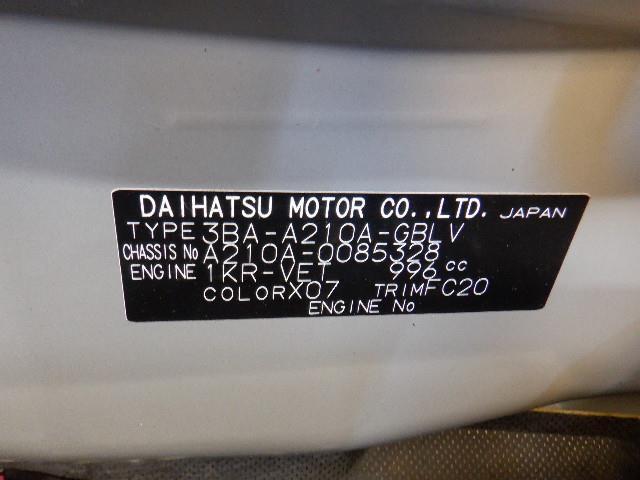 DAIHATSU MOTOR CO.,LTD. JAPAN
TYPE 3BA-A210A-GBLV
CHASSIS No A210A-0085328
ENGINE 1KR-VET 996 cc
COLOR X07 TRIM FC20
ENGINE No